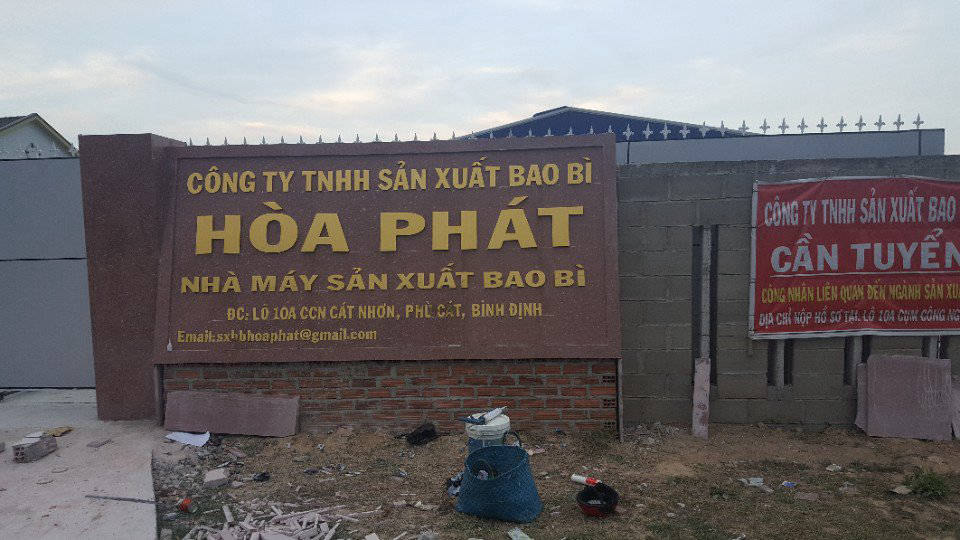 CÔNG TY TNHH SẢN XUẤT BAO BÌ
HÒA PHÁT
NHÀ MÁY SẢN XUẤT BAO BÌ
ĐC: LÔ 10A CCN CÁT NHƠN, PHÙ CÁT, BÌNH ĐỊNH
Email:sxbbhoaphat@gmail.com
CÔNG TY TNHH SẢN XUẤT BAO
CẦN TUYỂN
CÔNG NHÂN LIÊN QUAN ĐẾN NGÀNH SẢN
ĐỊA CHỈ NỘP HỒ SƠ TẠI: LÔ 10A CỤM CÔNG